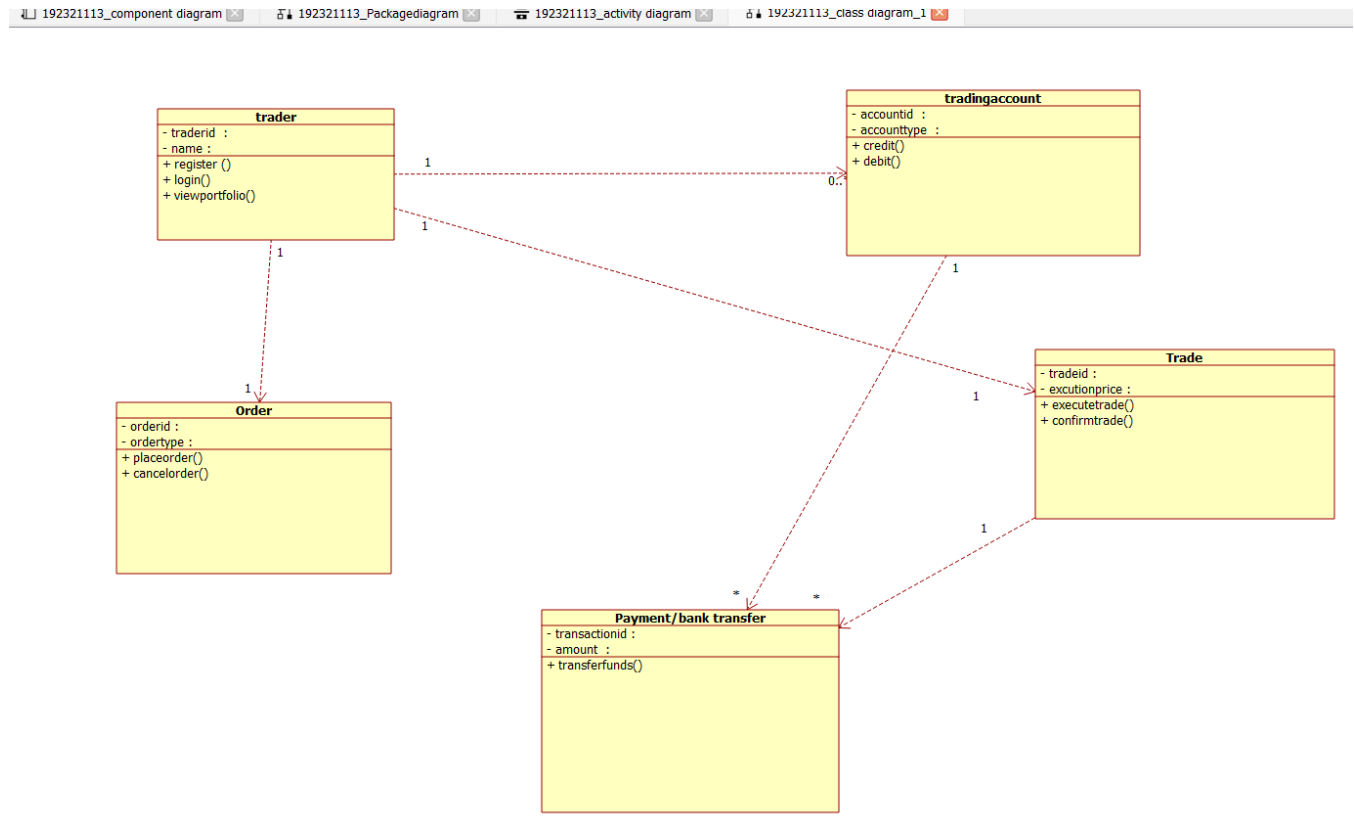 192321113_component diagram
192321113_Packagediagram
192321113_activity diagram
192321113_class diagram_1
trader
- traderid :
- name :
+ register ()
+ login()
+ viewportfolio()
tradingaccount
- accountid :
- accounttype :
+ credit()
+ debit()
1
0..*
1
1
1
1
1
Order
- orderid :
- ordertype :
+ placeorder()
+ cancelorder()
Trade
- tradeid :
- excutionprice :
+ executetrade()
+ confirmtrade()
1
*
*
Payment/bank transfer
- transactionid :
- amount :
+ transferfunds()